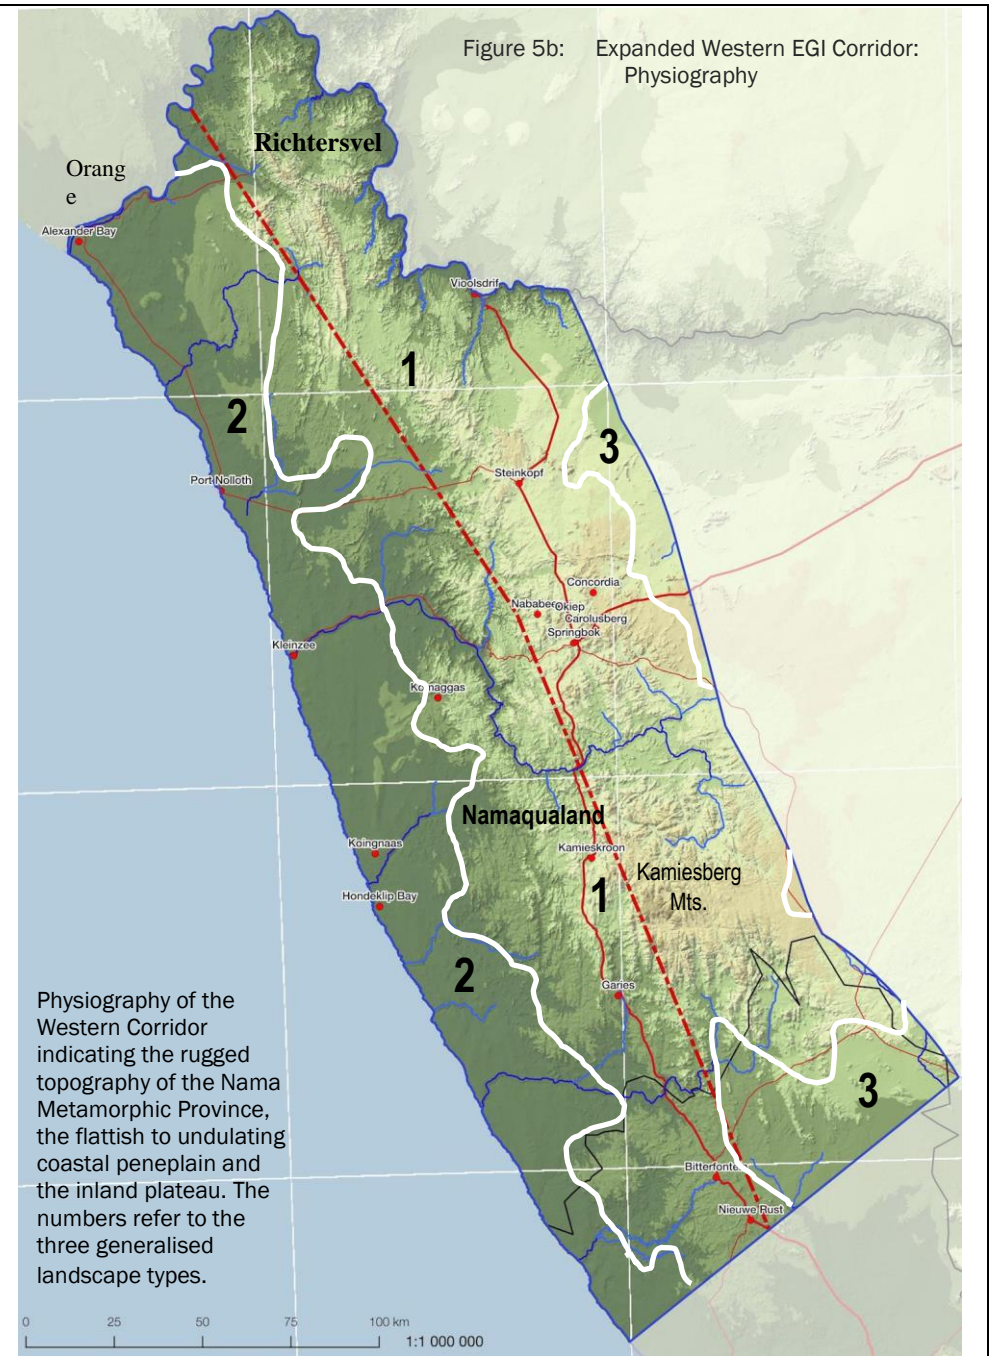 Figure 5b: Expanded Western EGI Corridor:
Physiography
Richtersvel
Orang
e
Alexander Bay
Vioolsdrif
1
2
3
Port Nolloth
Steinkopf
Concordia
Nababeep
Okiep
Carolusberg
Springbok
Kleinzee
Komaggas
Namaqualand
Koingnaas
Kamieskroon
Kamiesberg
Mts.
1
Hondeklip Bay
2
Garies
3
Physiography of the
Western Corridor
indicating the rugged
topography of the Nama
Metamorphic Province,
the flattish to undulating
coastal peneplain and
the inland plateau. The
numbers refer to the
three generalised
landscape types.
Bitterfontein
Nieuwe Rust
0 25 50 75 100 km
1:1 000 000